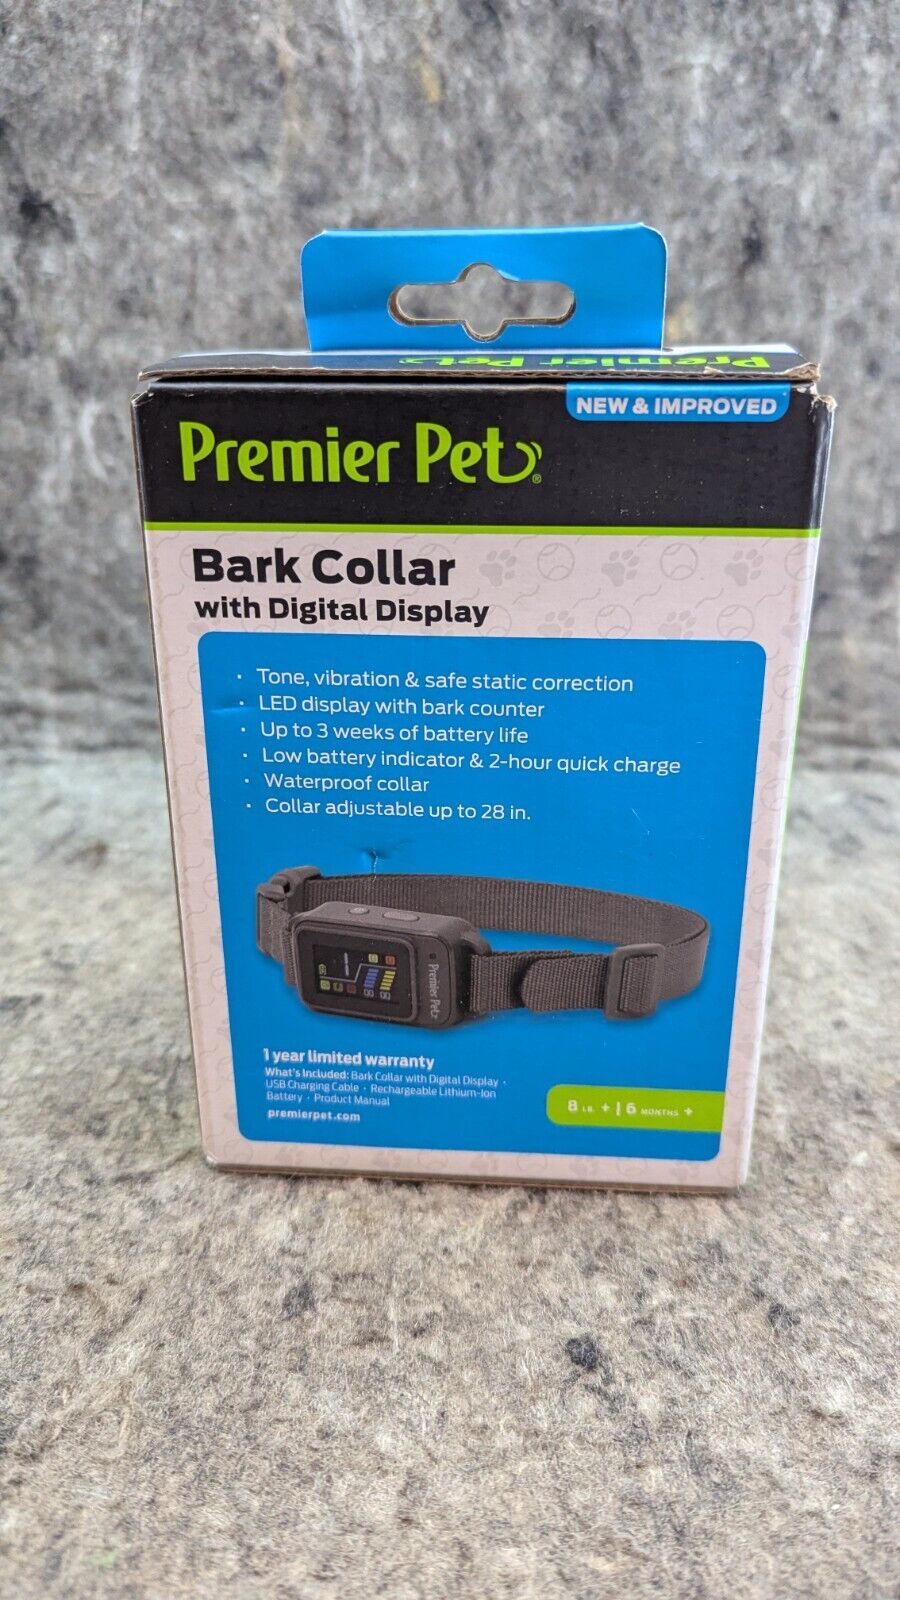 Premier Pet
NEW & IMPROVED
Premier Pet®
Bark Collar
with Digital Display
· Tone, vibration & safe static correction
· LED display with bark counter
· Up to 3 weeks of battery life
· Low battery indicator & 2-hour quick charge
· Waterproof collar
· Collar adjustable up to 28 in.
Premier Pet
1 year limited warranty
What's Included: Bark Collar with Digital Display ·
USB Charging Cable · Rechargeable Lithium-Ion
Battery · Product Manual
premierpet.com
8 LB. + | 6 MONTHS +